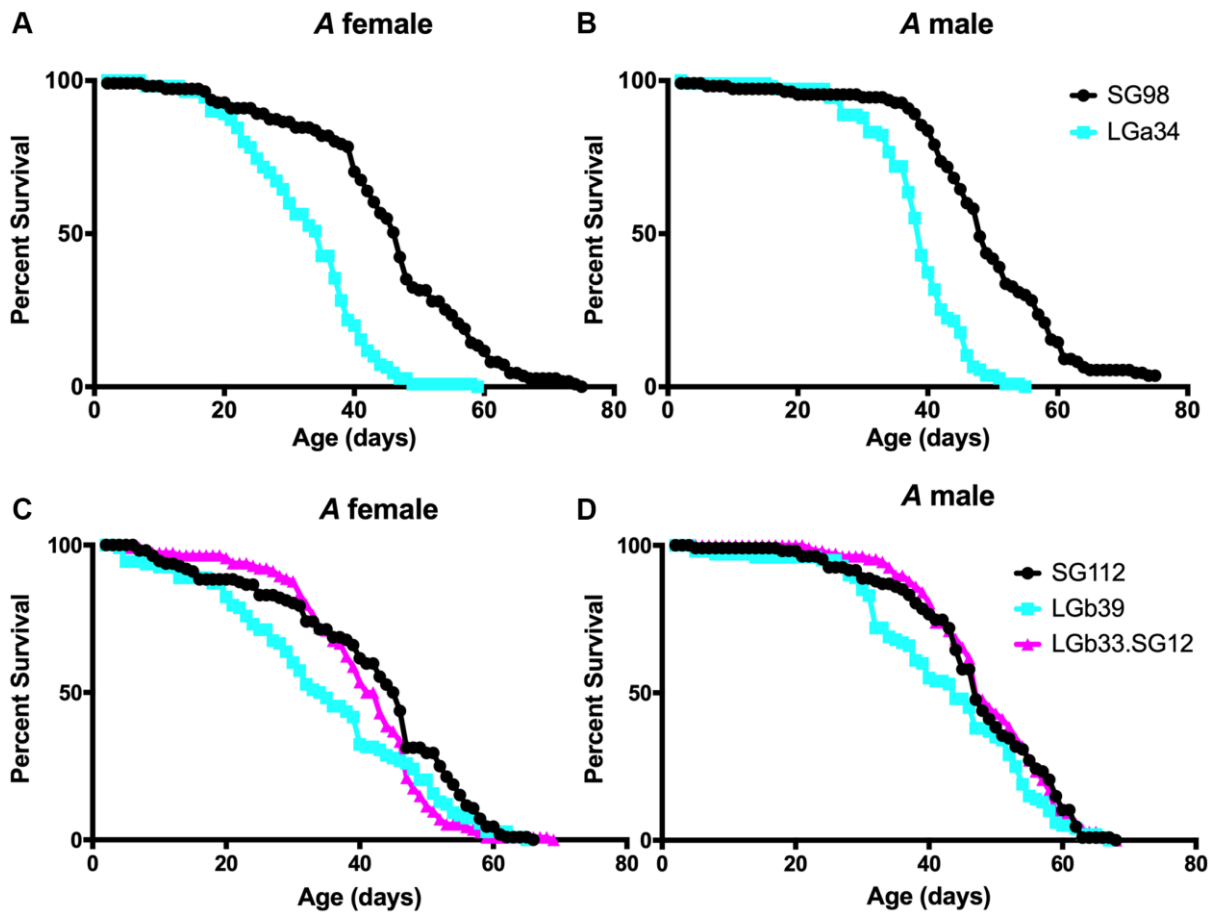 A
A female
100
50
0
Percent Survival
0
20
40
60
80
Age (days)
B
A male
SG98
LGa34
100
50
0
Percent Survival
0
20
40
60
80
Age (days)
C
A female
100
50
0
Percent Survival
0
20
40
60
80
Age (days)
D
A male
SG112
LGb39
LGb33.SG12
100
50
0
Percent Survival
0
20
40
60
80
Age (days)